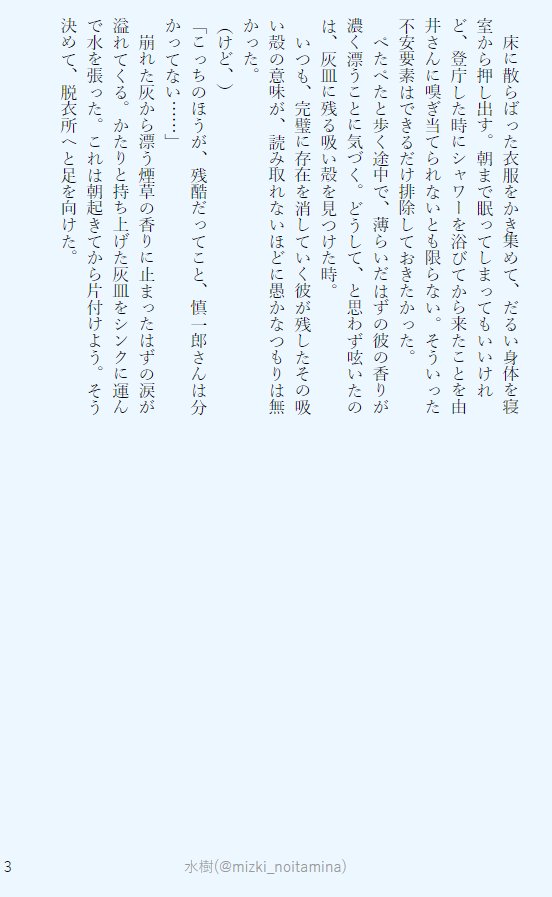 床に散らばった衣服をかき集めて、だるい身体を寝
室から押し出す。朝まで眠ってしまってもいいけれ
ど、登庁した時にシャワーを浴びてから来たことを由
井さんに嗅ぎ当てられないとも限らない。そういった
不安要素はできるだけ排除しておきたかった。
　ぺたぺたと歩く途中で、薄らいだはずの彼の香りが
濃く漂うことに気づく。どうして、と思わず呟いたの
は、灰皿に残る吸い殻を見つけた時。
　いつも、完璧に存在を消していく彼が残したその吸
い殻の意味が、読み取れないほどに愚かなつもりは無
かった。
（けど、）
「こっちのほうが、残酷だってこと、慎一郎さんは分
かってない……」
　崩れた灰から漂う煙草の香りに止まったはずの涙が
溢れてくる。かたりと持ち上げた灰皿をシンクに運ん
で水を張った。これは朝起きてから片付けよう。そう
決めて、脱衣所へと足を向けた。
3
水樹(@mizki_noitamina)